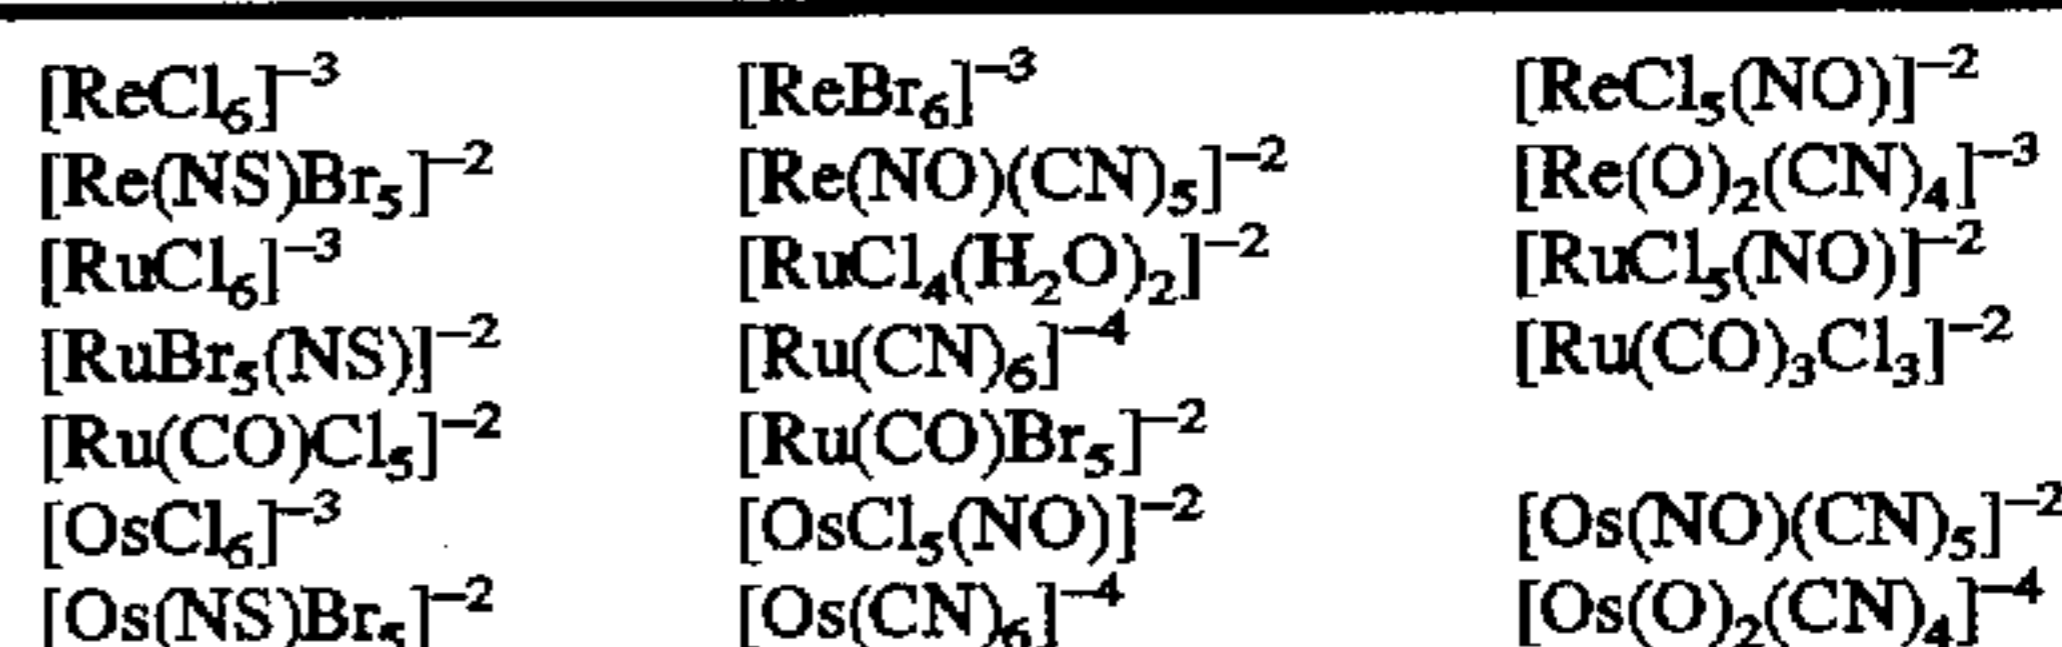 [ReCl₆]⁻³ [ReBr₆]⁻³ [ReCl₅(NO)]⁻²
[Re(NS)Br₅]⁻² [Re(NO)(CN)₅]⁻² [Re(O)₂(CN)₄]⁻³
[RuCl₆]⁻³ [RuCl₄(H₂O)₂]⁻² [RuCl₅(NO)]⁻²
[RuBr₅(NS)]⁻² [Ru(CN)₆]⁻⁴ [Ru(CO)₃Cl₃]⁻²
[Ru(CO)Cl₅]⁻² [Ru(CO)Br₅]⁻²
[OsCl₆]⁻³ [OsCl₅(NO)]⁻² [Os(NO)(CN)₅]⁻²
[Os(NS)Br₅]⁻² [Os(CN)₆]⁻⁴ [Os(O)₂(CN)₄]⁻⁴